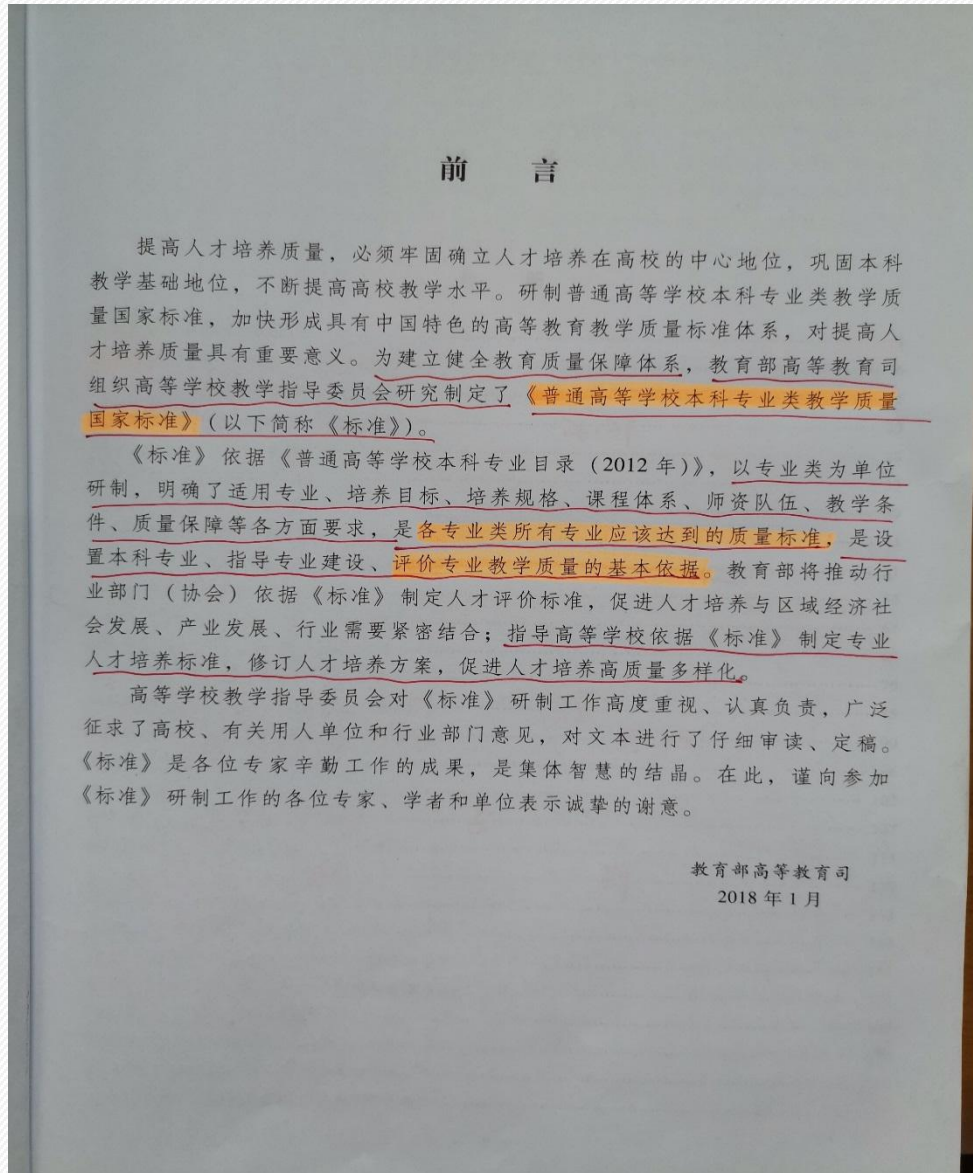 前 言
提高人才培养质量，必须牢固确立人才培养在高校的中心地位，巩固本科
教学基础地位，不断提高高校教学水平。研制普通高等学校本科专业类教学质
量国家标准，加快形成具有中国特色的高等教育教学质量标准体系，对提高人
才培养质量具有重要意义。为建立健全教育质量保障体系，教育部高等教育司
组织高等学校教学指导委员会研究制定了《普通高等学校本科专业类教学质量
国家标准》（以下简称《标准》）。
《标准》依据《普通高等学校本科专业目录（2012 年）》，以专业类为单位
研制，明确了适用专业、培养目标、培养规格、课程体系、师资队伍、教学条
件、质量保障等各方面要求，是各专业类所有专业应该达到的质量标准，是设
置本科专业、指导专业建设、评价专业教学质量的基本依据。教育部将推动行
业部门（协会）依据《标准》制定人才评价标准，促进人才培养与区域经济社
会发展、产业发展、行业需要紧密结合；指导高等学校依据《标准》制定专业
人才培养标准，修订人才培养方案，促进人才培养高质量多样化。
高等学校教学指导委员会对《标准》研制工作高度重视、认真负责，广泛
征求了高校、有关用人单位和行业部门意见，对文本进行了仔细审读、定稿。
《标准》是各位专家辛勤工作的成果，是集体智慧的结晶。在此，谨向参加
《标准》研制工作的各位专家、学者和单位表示诚挚的谢意。
教育部高等教育司
2018 年 1 月